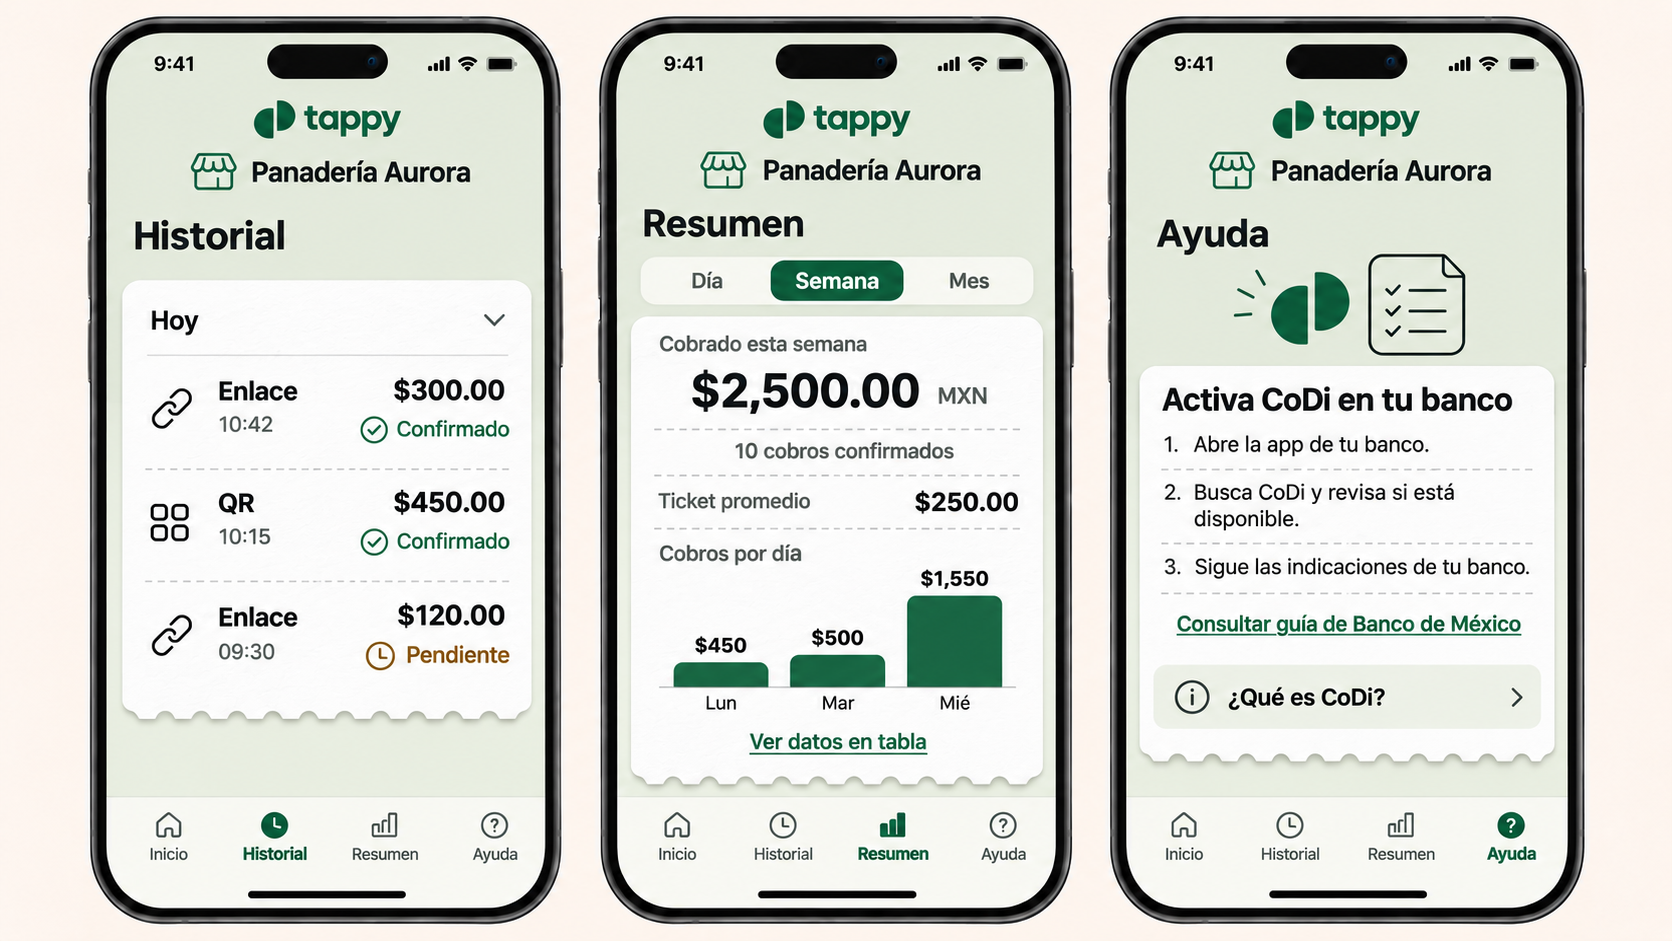 9:41
tappy
Panadería Aurora
Historial
Hoy
Enlace
$300.00
10:42
Confirmado
QR
$450.00
10:15
Confirmado
Enlace
$120.00
09:30
Pendiente
Inicio
Historial
Resumen
Ayuda
9:41
tappy
Panadería Aurora
Resumen
Día
Semana
Mes
Cobrado esta semana
$2,500.00 MXN
10 cobros confirmados
Ticket promedio
$250.00
Cobros por día
$450
$500
$1,550
Lun
Mar
Mié
Ver datos en tabla
Inicio
Historial
Resumen
Ayuda
9:41
tappy
Panadería Aurora
Ayuda
Activa CoDi en tu banco
1. Abre la app de tu banco.
2. Busca CoDi y revisa si está
disponible.
3. Sigue las indicaciones de tu banco.
Consultar guía de Banco de México
¿Qué es CoDi?
Inicio
Historial
Resumen
Ayuda